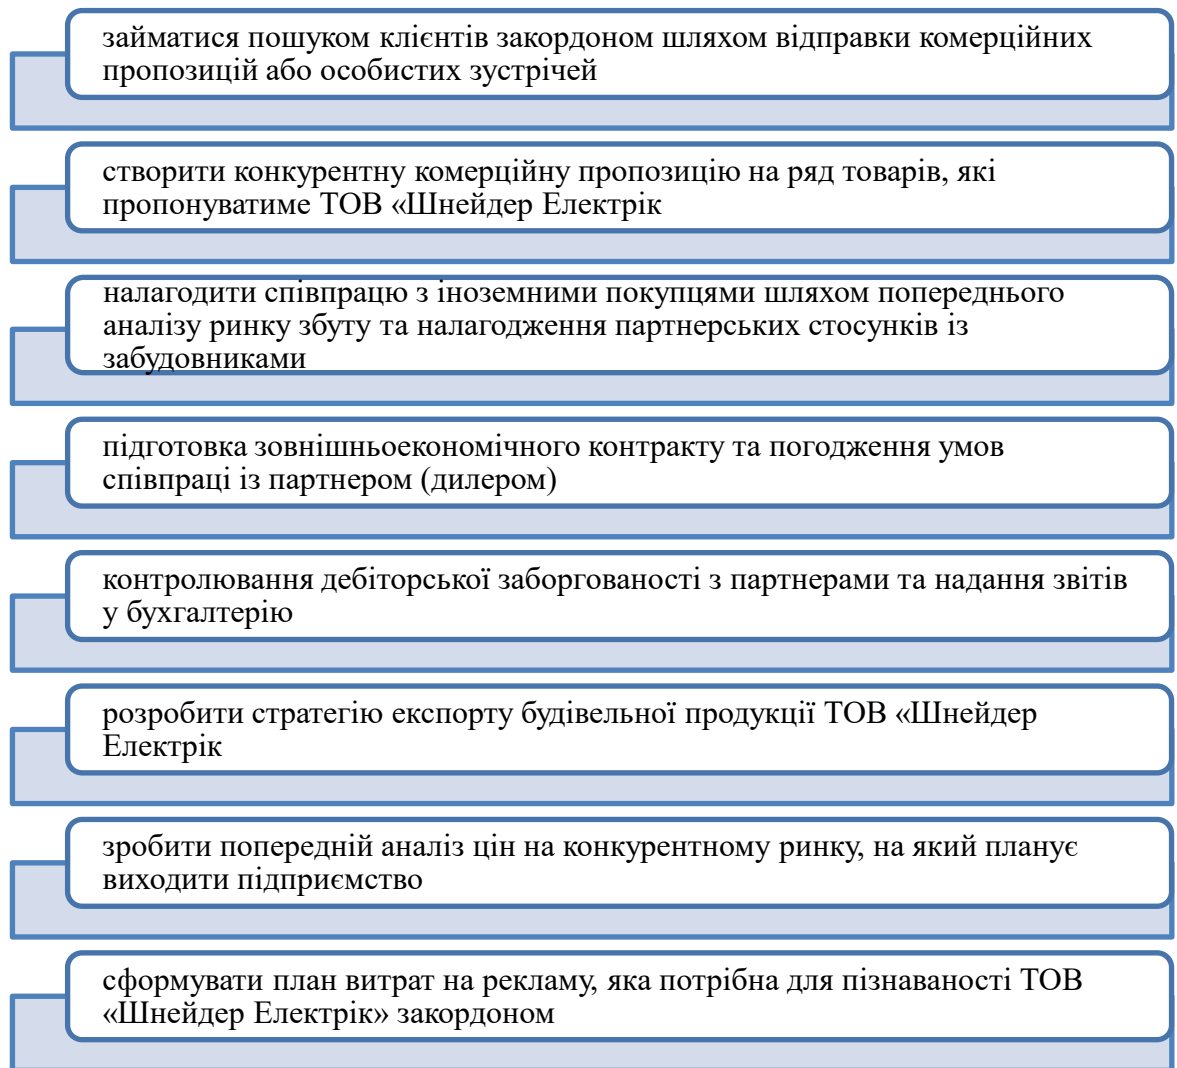 займатися пошуком клієнтів закордоном шляхом відправки комерційних
пропозицій або особистих зустрічей
створити конкурентну комерційну пропозицію на ряд товарів, які
пропонуватиме ТОВ «Шнейдер Електрік
налагодити співпрацю з іноземними покупцями шляхом попереднього
аналізу ринку збуту та налагодження партнерських стосунків із
забудовниками
підготовка зовнішньоекономічного контракту та погодження умов
співпраці із партнером (дилером)
контролювання дебіторської заборгованості з партнерами та надання звітів
у бухгалтерію
розробити стратегію експорту будівельної продукції ТОВ «Шнейдер
Електрік
зробити попередній аналіз цін на конкурентному ринку, на який планує
виходити підприємство
сформувати план витрат на рекламу, яка потрібна для пізнаваності ТОВ
«Шнейдер Електрік» закордоном